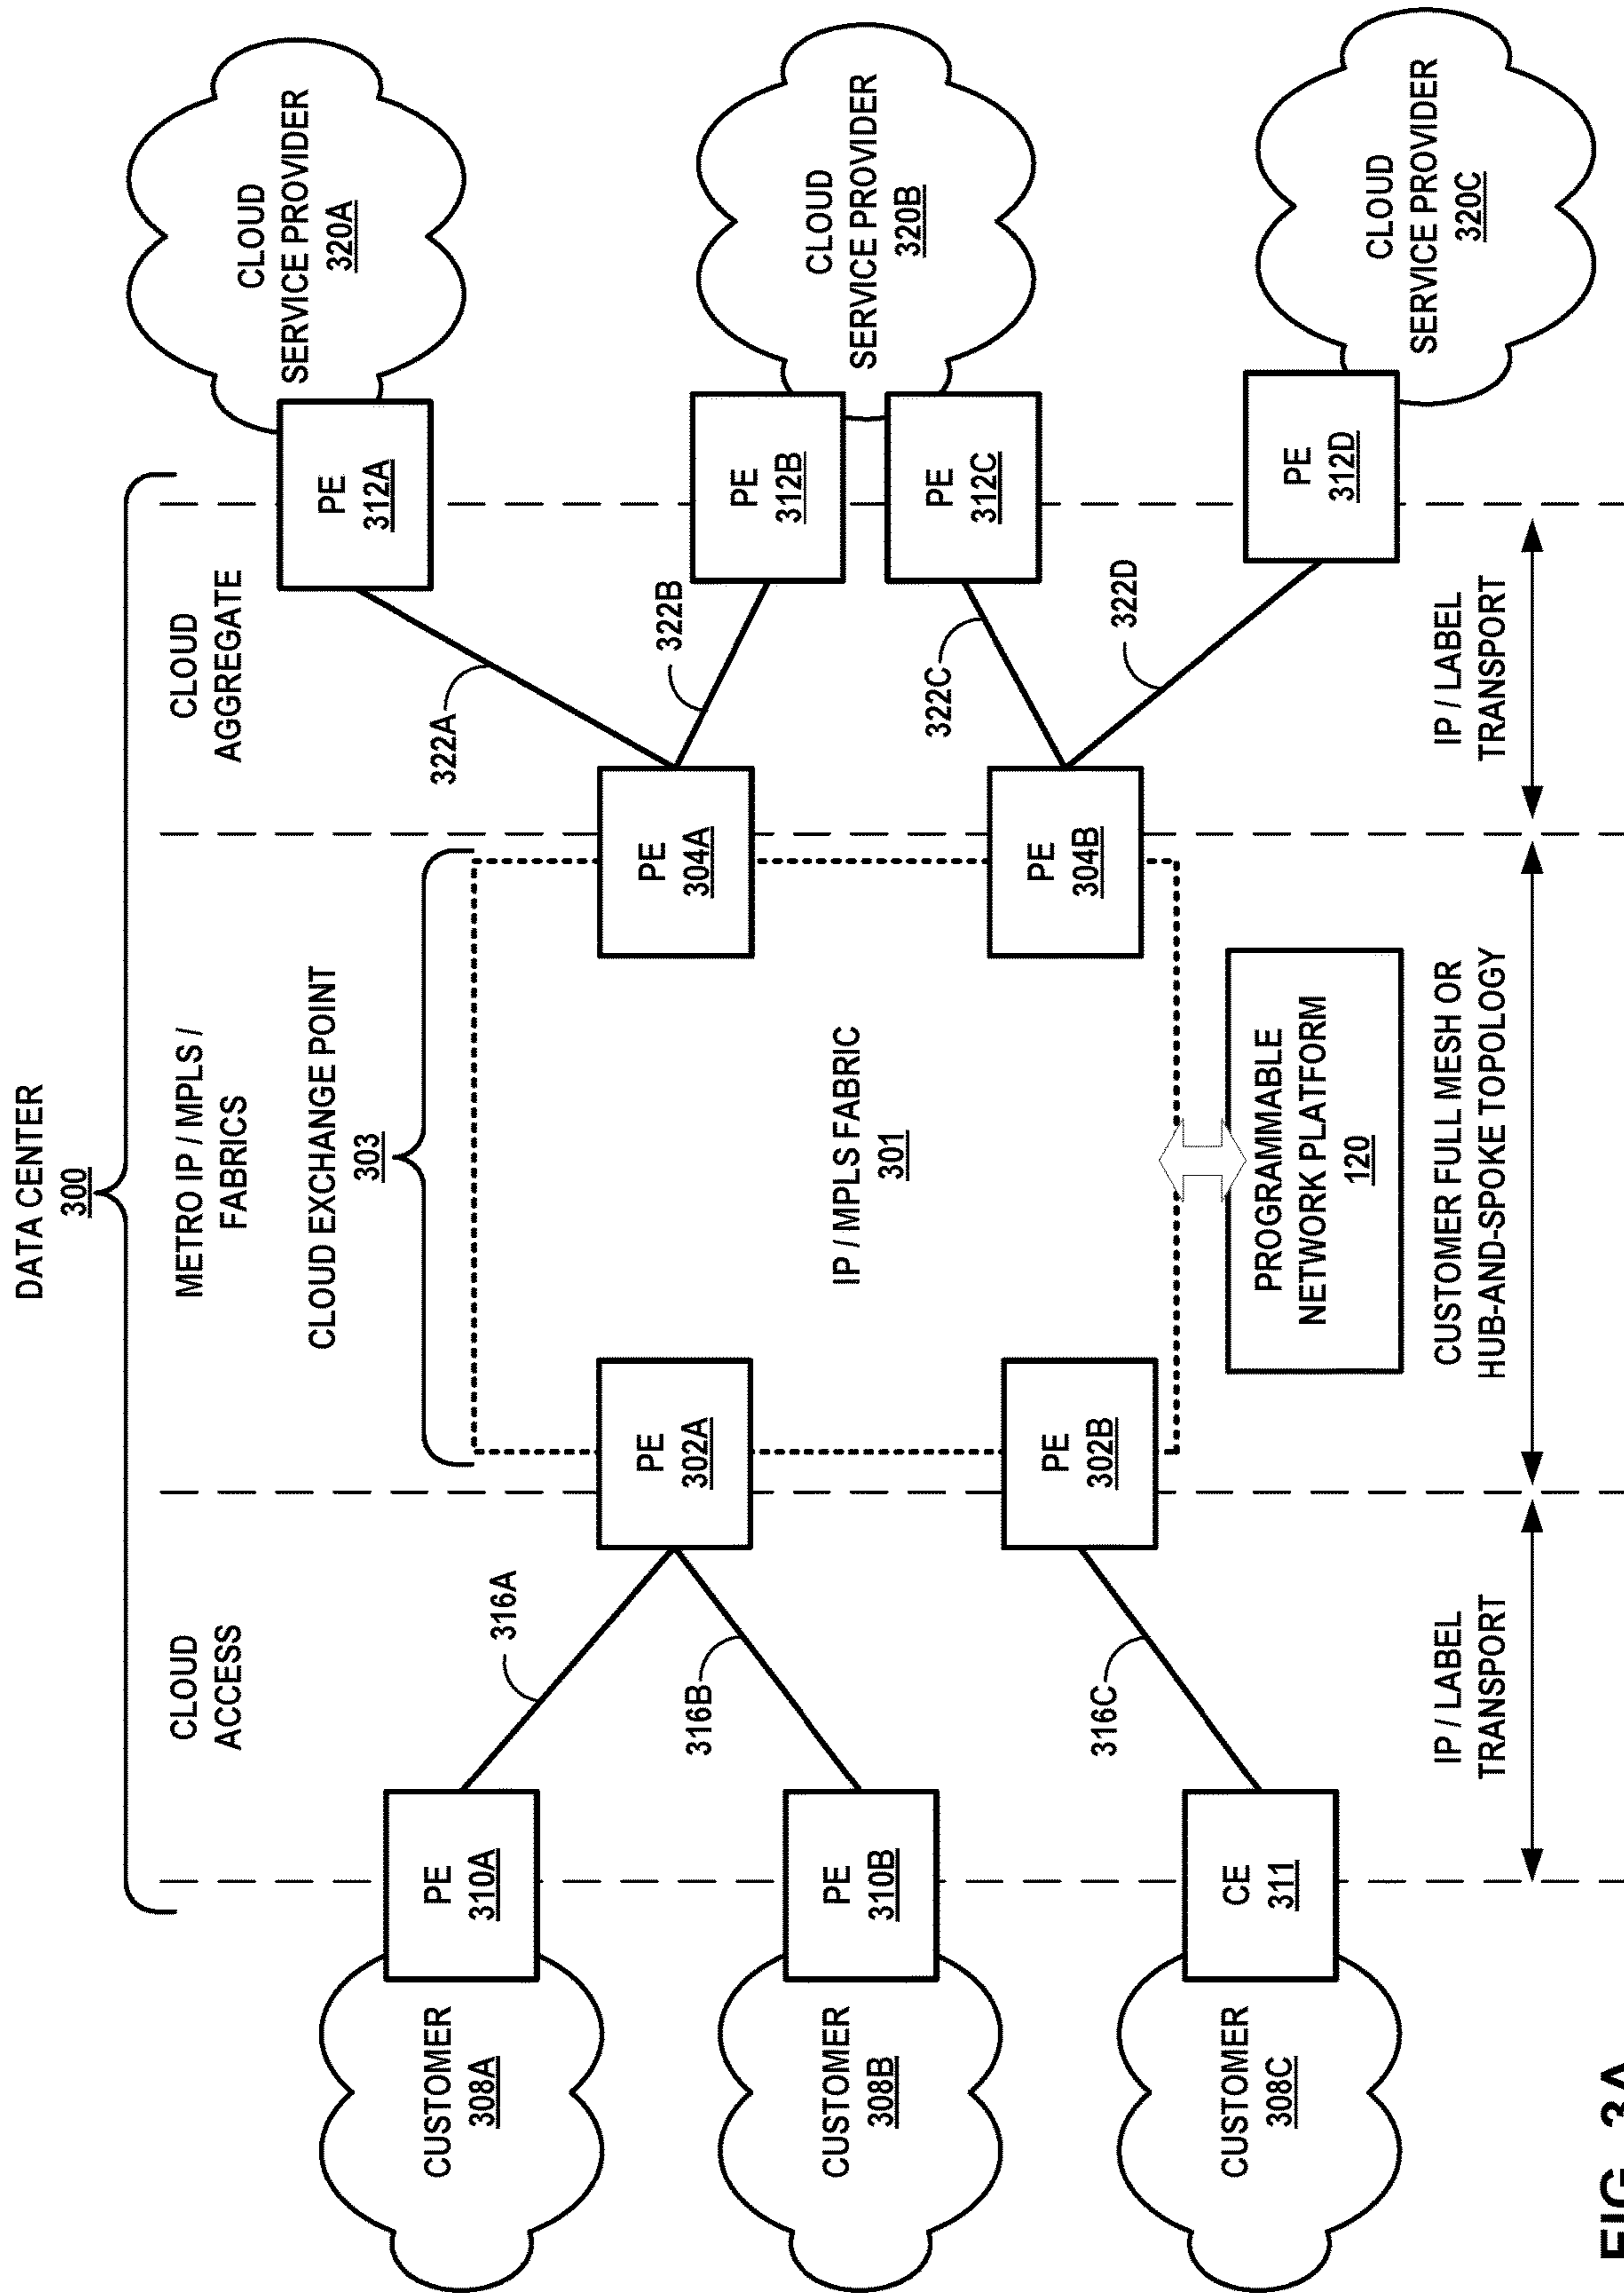 DATA CENTER
300
CLOUD
ACCESS
METRO IP / MPLS /
FABRICS
CLOUD
AGGREGATE
CLOUD EXCHANGE POINT
303
CUSTOMER
308A
PE
310A
316A
PE
302A
PE
304A
322A
PE
312A
CLOUD
SERVICE PROVIDER
320A
CUSTOMER
308B
PE
310B
316B
IP / MPLS FABRIC
301
322B
PE
312B
CLOUD
SERVICE PROVIDER
320B
PE
312C
322C
CUSTOMER
308C
CE
311
316C
PE
302B
PE
304B
322D
PE
312D
CLOUD
SERVICE PROVIDER
320C
PROGRAMMABLE
NETWORK PLATFORM
120
IP / LABEL
TRANSPORT
CUSTOMER FULL MESH OR
HUB-AND-SPOKE TOPOLOGY
IP / LABEL
TRANSPORT
FIG. 3A